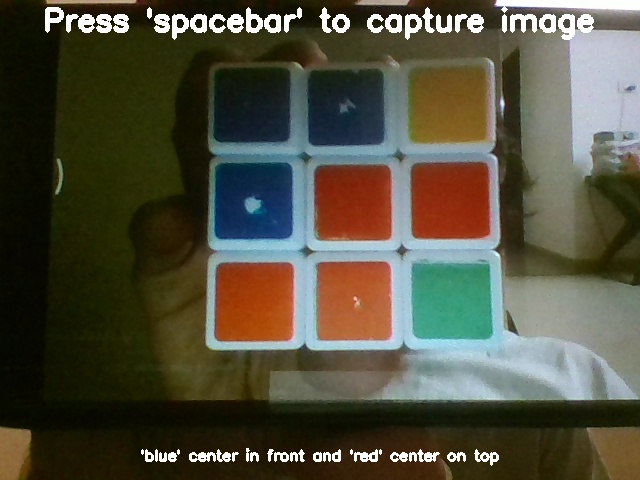 Press 'spacebar' to capture image
'blue' center in front and 'red' center on top